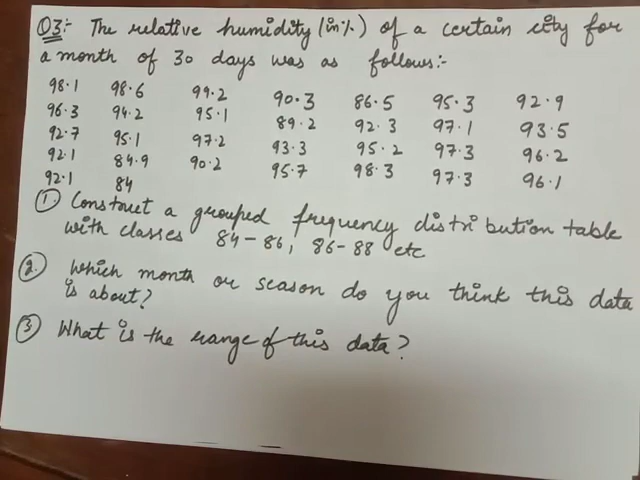 Q3:- The relative humidity (in %) of a certain city for
a month of 30 days was as follows:-
98.1 98.6 99.2 90.3 86.5 95.3 92.9
96.3 94.2 95.1 89.2 92.3 97.1 93.5
92.7 95.1 97.2 93.3 95.2 97.3 96.2
92.1 84.9 90.2 95.7 98.3 97.3 96.1
92.1 84
① Construct a grouped frequency distribution table
with classes 84-86, 86-88 etc
②. Which month or season do you think this data
is about?
③ What is the range of this data?